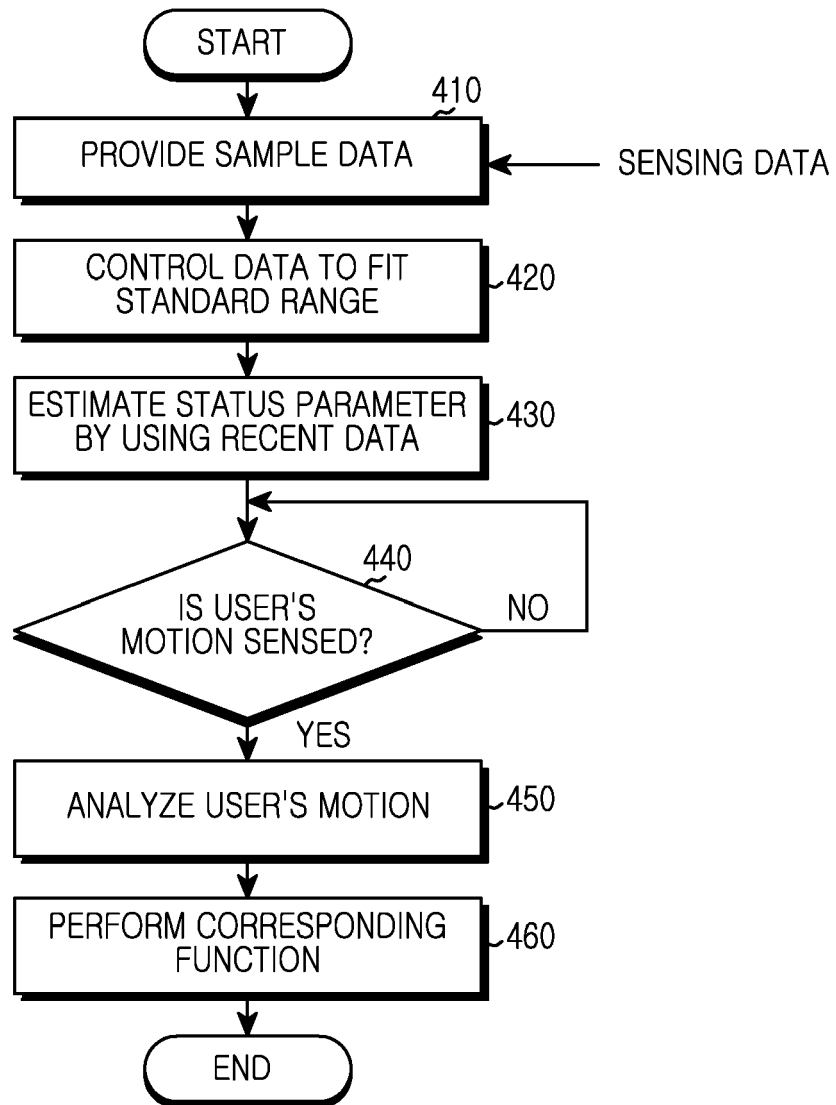 START
410
PROVIDE SAMPLE DATA
SENSING DATA
CONTROL DATA TO FIT
STANDARD RANGE
420
ESTIMATE STATUS PARAMETER
BY USING RECENT DATA
430
440
IS USER'S
MOTION SENSED?
NO
YES
ANALYZE USER'S MOTION
450
PERFORM CORRESPONDING
FUNCTION
460
END